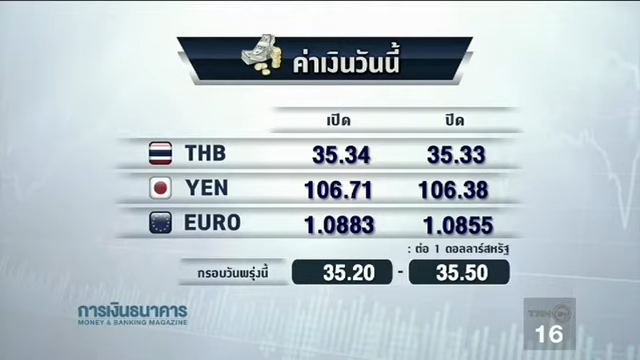 ค่าเงินวันนี้
เปิด ปิด
THB 35.34 35.33
YEN 106.71 106.38
EURO 1.0883 1.0855
: ต่อ 1 ดอลลาร์สหรัฐ
กรอบวันพรุ่งนี้ 35.20 - 35.50
การเงินธนาคาร
MONEY & BANKING MAGAZINE
16